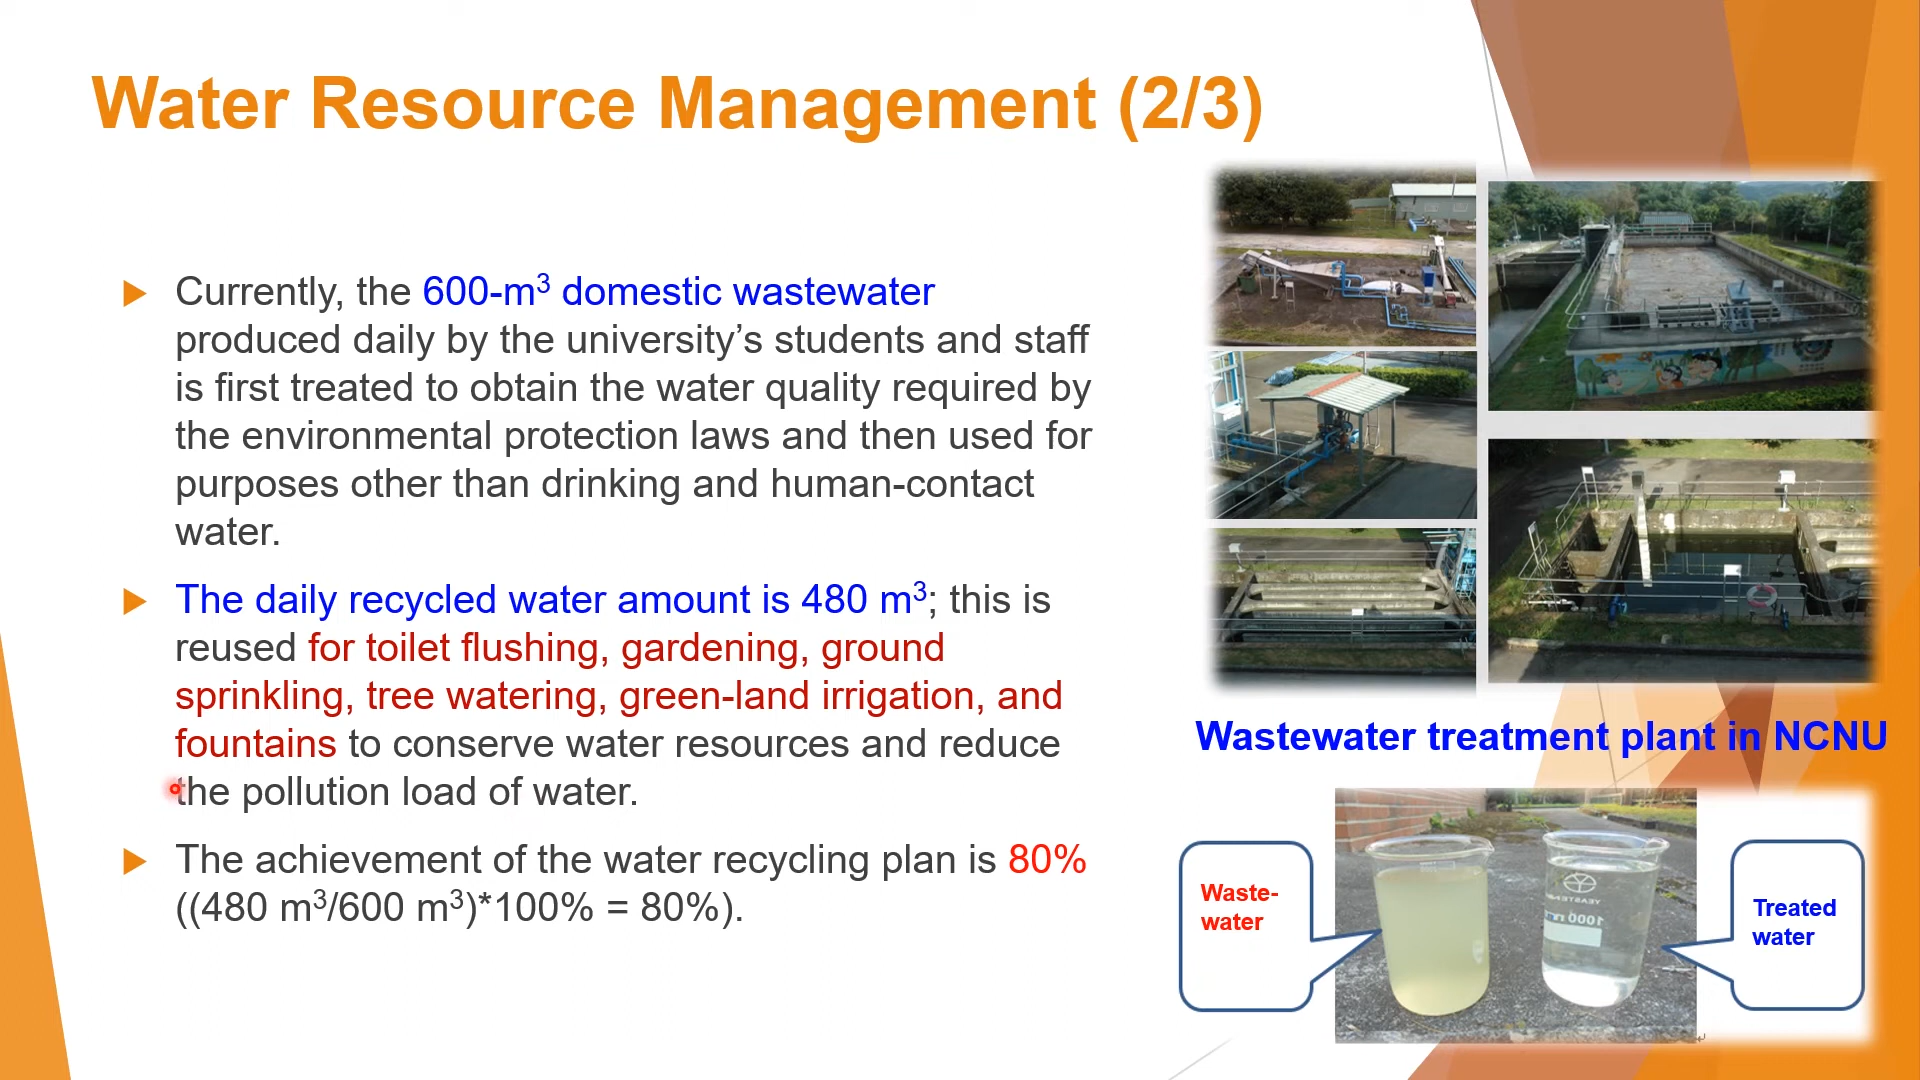 Water Resource Management (2/3)
Currently, the 600-m³ domestic wastewater
produced daily by the university’s students and staff
is first treated to obtain the water quality required by
the environmental protection laws and then used for
purposes other than drinking and human-contact
water.
The daily recycled water amount is 480 m³; this is
reused for toilet flushing, gardening, ground
sprinkling, tree watering, green-land irrigation, and
fountains to conserve water resources and reduce
the pollution load of water.
The achievement of the water recycling plan is 80%
((480 m³/600 m³)*100% = 80%).
Wastewater treatment plant in NCNU
Waste-
water
1000
Treated
water